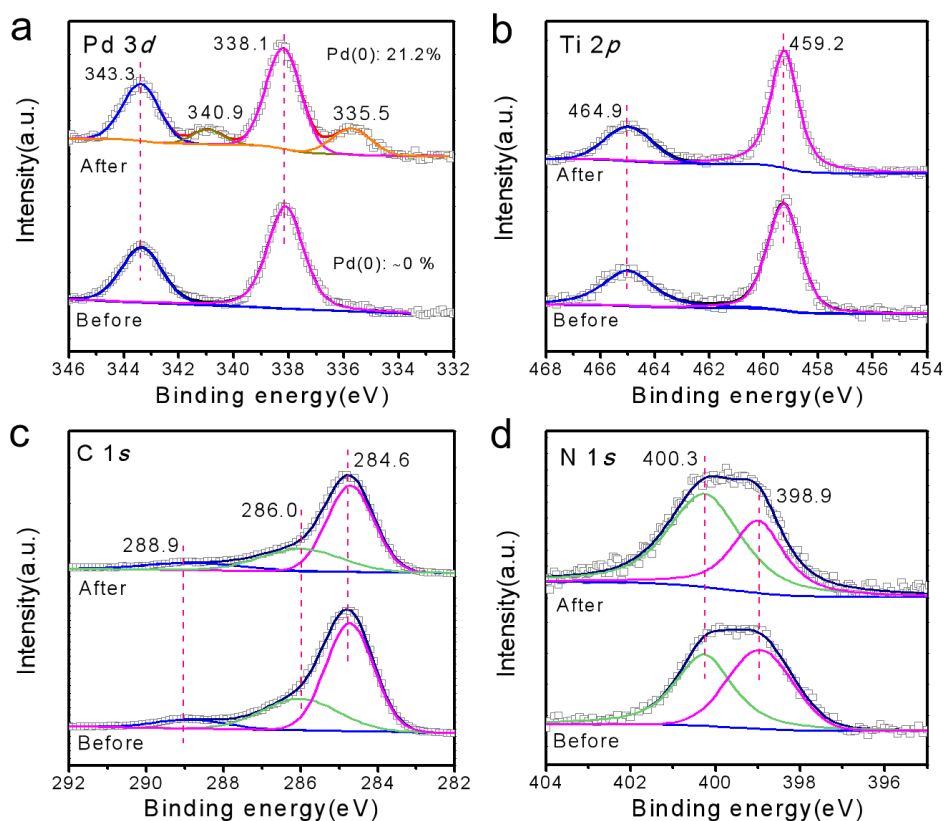 a
Pd 3d
343.3
340.9
338.1
335.5
Pd(0): 21.2%
After
Pd(0): ~0 %
Before
Intensity(a.u.)
346 344 342 340 338 336 334 332
Binding energy(eV)
b
Ti 2p
464.9
459.2
After
Before
Intensity(a.u.)
468 466 464 462 460 458 456 454
Binding energy(eV)
c
C 1s
288.9
286.0
284.6
After
Before
Intensity(a.u.)
292 290 288 286 284 282
Binding energy(eV)
d
N 1s
400.3
398.9
After
Before
Intensity(a.u.)
404 402 400 398 396
Binding energy(eV)